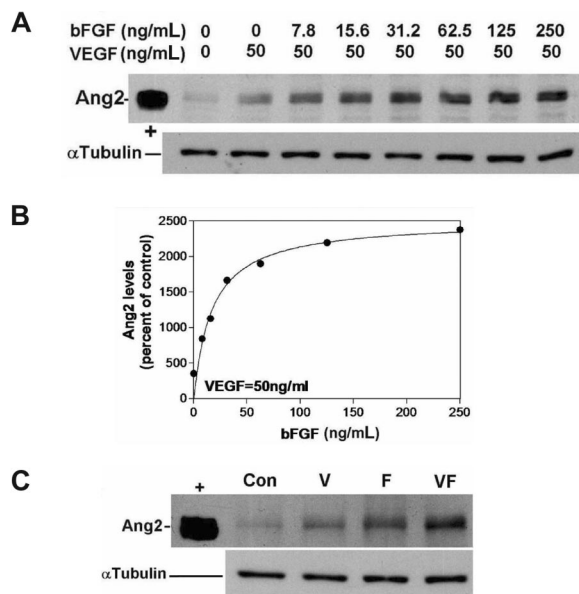 A
bFGF (ng/mL) 0 0 7.8 15.6 31.2 62.5 125 250
VEGF (ng/mL) 0 50 50 50 50 50 50 50
Ang2-
+
αTubulin —
B
2500
2000
1500
1000
500
0
Ang2 levels
(percent of control)
VEGF=50ng/ml
0 50 100 150 200 250
bFGF (ng/mL)
C
+ Con V F VF
Ang2-
αTubulin —